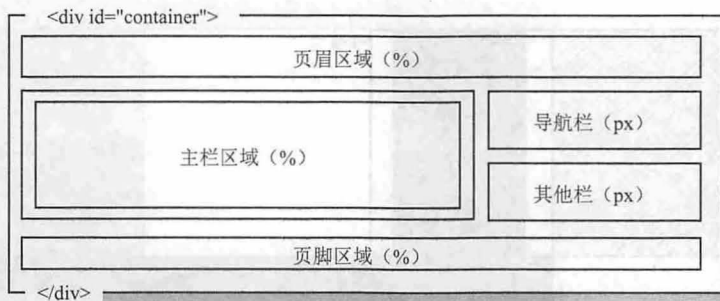 <div id="container">
页眉区域（%）
主栏区域（%）
导航栏（px）
其他栏（px）
页脚区域（%）
</div>